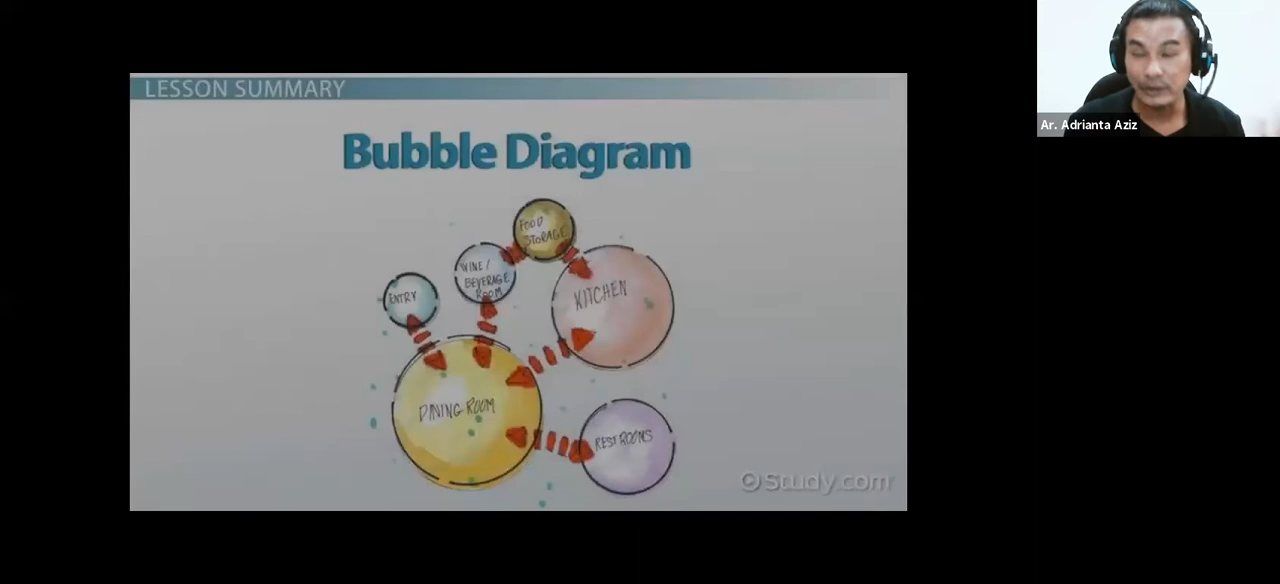 LESSON SUMMARY
Bubble Diagram
FOOD
STORAGE
WINE/
BEVERAGE
ROOM
ENTRY
KITCHEN
DINING ROOM
RESTROOMS
Study.com
Ar. Adrianta Aziz